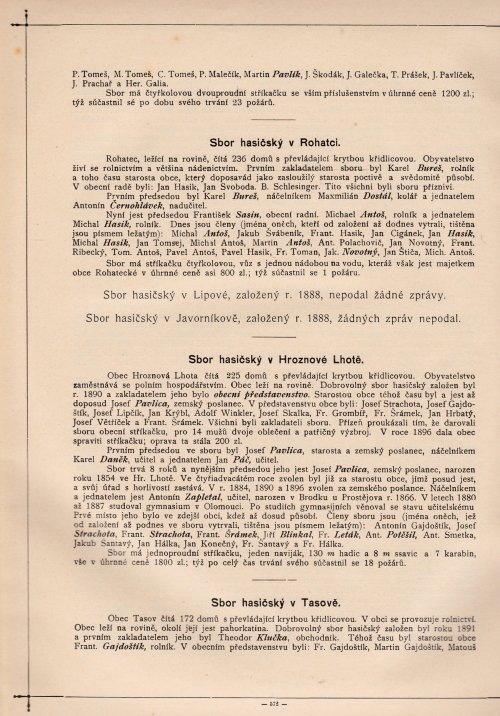 P. Tomeš, M. Tomeš, C. Tomeš, P. Malečík, Martin Pavlík, J. Škodák, J. Galečka, T. Prášek, J. Pavlíček,
J. Prachař a Her. Galia.
Sbor má čtyřkolovou dvouproudní stříkačku se vším příslušenstvím v úhrnné ceně 1200 zl.;
týž súčastnil sé po dobu svého trvání 23 požárů.
Sbor hasičský v Rohatci.
Rohatec, ležící na rovině, čítá 236 domů s převládající krytbou křidlicovou. Obyvatelstvo
živí se rolnictvím a většina nádenictvím. Prvním zakladatelem sboru byl Karel Bureš, rolník
a toho času starosta obce, který doposavád jako zasloužilý starosta poctivě a svědomitě působí.
V obecní radě byli: Jan Hasik, Jan Svoboda. B. Schlesinger. Tito všichni byli sboru přízniví.
Prvním předsedou byl Karel Bureš, náčelníkem Maxmilián Dostál, kolář a jednatelem
Antonín Černohlávek, nadučitel.
Nyní jest předsedou František Sasin, obecní radní. Michael Antoš, rolník a jednatelem
Michal Hasik, rolník. Dnes jsou členy (jména oněch, kteří od založení až dodnes vytrali, tištěna
jsou písmem ležatým): Michal Antoš, Jakub Švábeník, Frant. Hasik, Jan Cigánek, Jan Hasik,
Michal Hasik, Jan Tomsej, Michal Antoš, Martin Antoš, Ant. Polachovič, Jan Novotný, Frant.
Ribecký, Tom. Antoš, Pavel Antoš, Pavel Hasik, Fr. Toman, Jak. Novotný, Jan Štica, Mich. Antoš.
Sbor má stříkačku čtyřkolovou, vůz s jednou nádobou na vodu, kteráž však jest majetkem
obce Rohatecké v úhrnné ceně asi 800 zl.; týž súčastnil se 1 požáru.
Sbor hasičský v Lipové, založený r. 1888, nepodal žádné zprávy.
Sbor hasičský v Javorníkově, založený r. 1888, žádných zpráv nepodal.
Sbor hasičský v Hroznové Lhotě.
Obec Hroznová Lhota čítá 225 domů s převládající krytbou křidlicovou. Obyvatelstvo
zaměstnává se polním hospodářstvím. Obec leží na rovině. Dobrovolný sbor hasičský založen byl
r. 1890 a zakladatelem jeho bylo obecní představenstvo. Starostou obce téhož času byl a jest až
doposud Josef Pavlica, zemský poslanec. V představenstvu obce byli: Josef Strachota, Josef Gajdo-
štík, Josef Lipčík, Jan Krýbl, Adolf Winkler, Josef Skalka, Fr. Grombíř, Fr. Šrámek, Jan Hrbatý,
Josef Větříček a Frant. Šrámek. Všichni byli zakladateli sboru. Přízeň proukázali tím, že darovali
sboru obecní stříkačku, pro 14 mužů dvoje oblečení a patřičný výzbroj. V roce 1896 dala obec
spraviti stříkačku; oprava ta stála 200 zl.
Prvním předsedou ve sboru byl Josef Pavlica, starosta a zemský poslanec, náčelníkem
Karel Daněk, učitel a jednatelem Jan Páč, učitel.
Sbor trvá 8 roků a nynějším předsedou jeho jest Josef Pavlica, zemský poslanec, narozen
roku 1854 ve Hr. Lhotě. Ve čtyřiadvacátém roce zvolen byl již za starostu obce, jímž posud jest,
a svůj úřad s horlivostí zastává. V r. 1884, 1890 a 1896 zvolen za zemského poslance. Náčelníkem
a jednatelem jest Antonín Zapletal, učitel, narozen v Brodku u Prostějova r. 1866. V letech 1880
až 1887 studoval gymnasium v Olomouci. Po studiích gymnasijních věnoval se stavu učitelskému
Prvé místo jeho bylo ve zdejší obci, kdež až dosud působí. Členy sboru jsou (jména oněch, jež
od založení až podnes ve sboru vytrvali, tištěna jsou písmem ležatým): Antonín Gajdoštík, Josef
Strachota, Frant. Strachota, Frant. Šrámek, Jiří Blinkal, Fr. Leták, Ant. Potěšil, Ant. Smetka,
Jakub Santavý, Jan Hálka, Jan Konečný, Fr. Santavý a Fr. Hálka.
Sbor má jednoproudní stříkačku, jeden naviják, 130 m hadic a 8 m ssavic a 7 karabin,
vše v úhrnné ceně 1800 zl.; týž po celý čas trvání svého súčastnil se 18 požárů.
Sbor hasičský v Tasově.
Obec Tasov čítá 172 domů s převládající krytbou křidlicovou. V obci se provozuje rolnictví.
Obec leží na rovině, okolí její jest pahorkatina. Dobrovolný sbor hasičský založen byl roku 1891
a prvním zakladatelem jeho byl Theodor Klučka, obchodník. Téhož času byl starostou obce
Frant. Gajdoštík, rolník. V obecním představenstvu byli: Fr. Gajdoštík, Martin Gajdoštík, Matouš
— 572 —